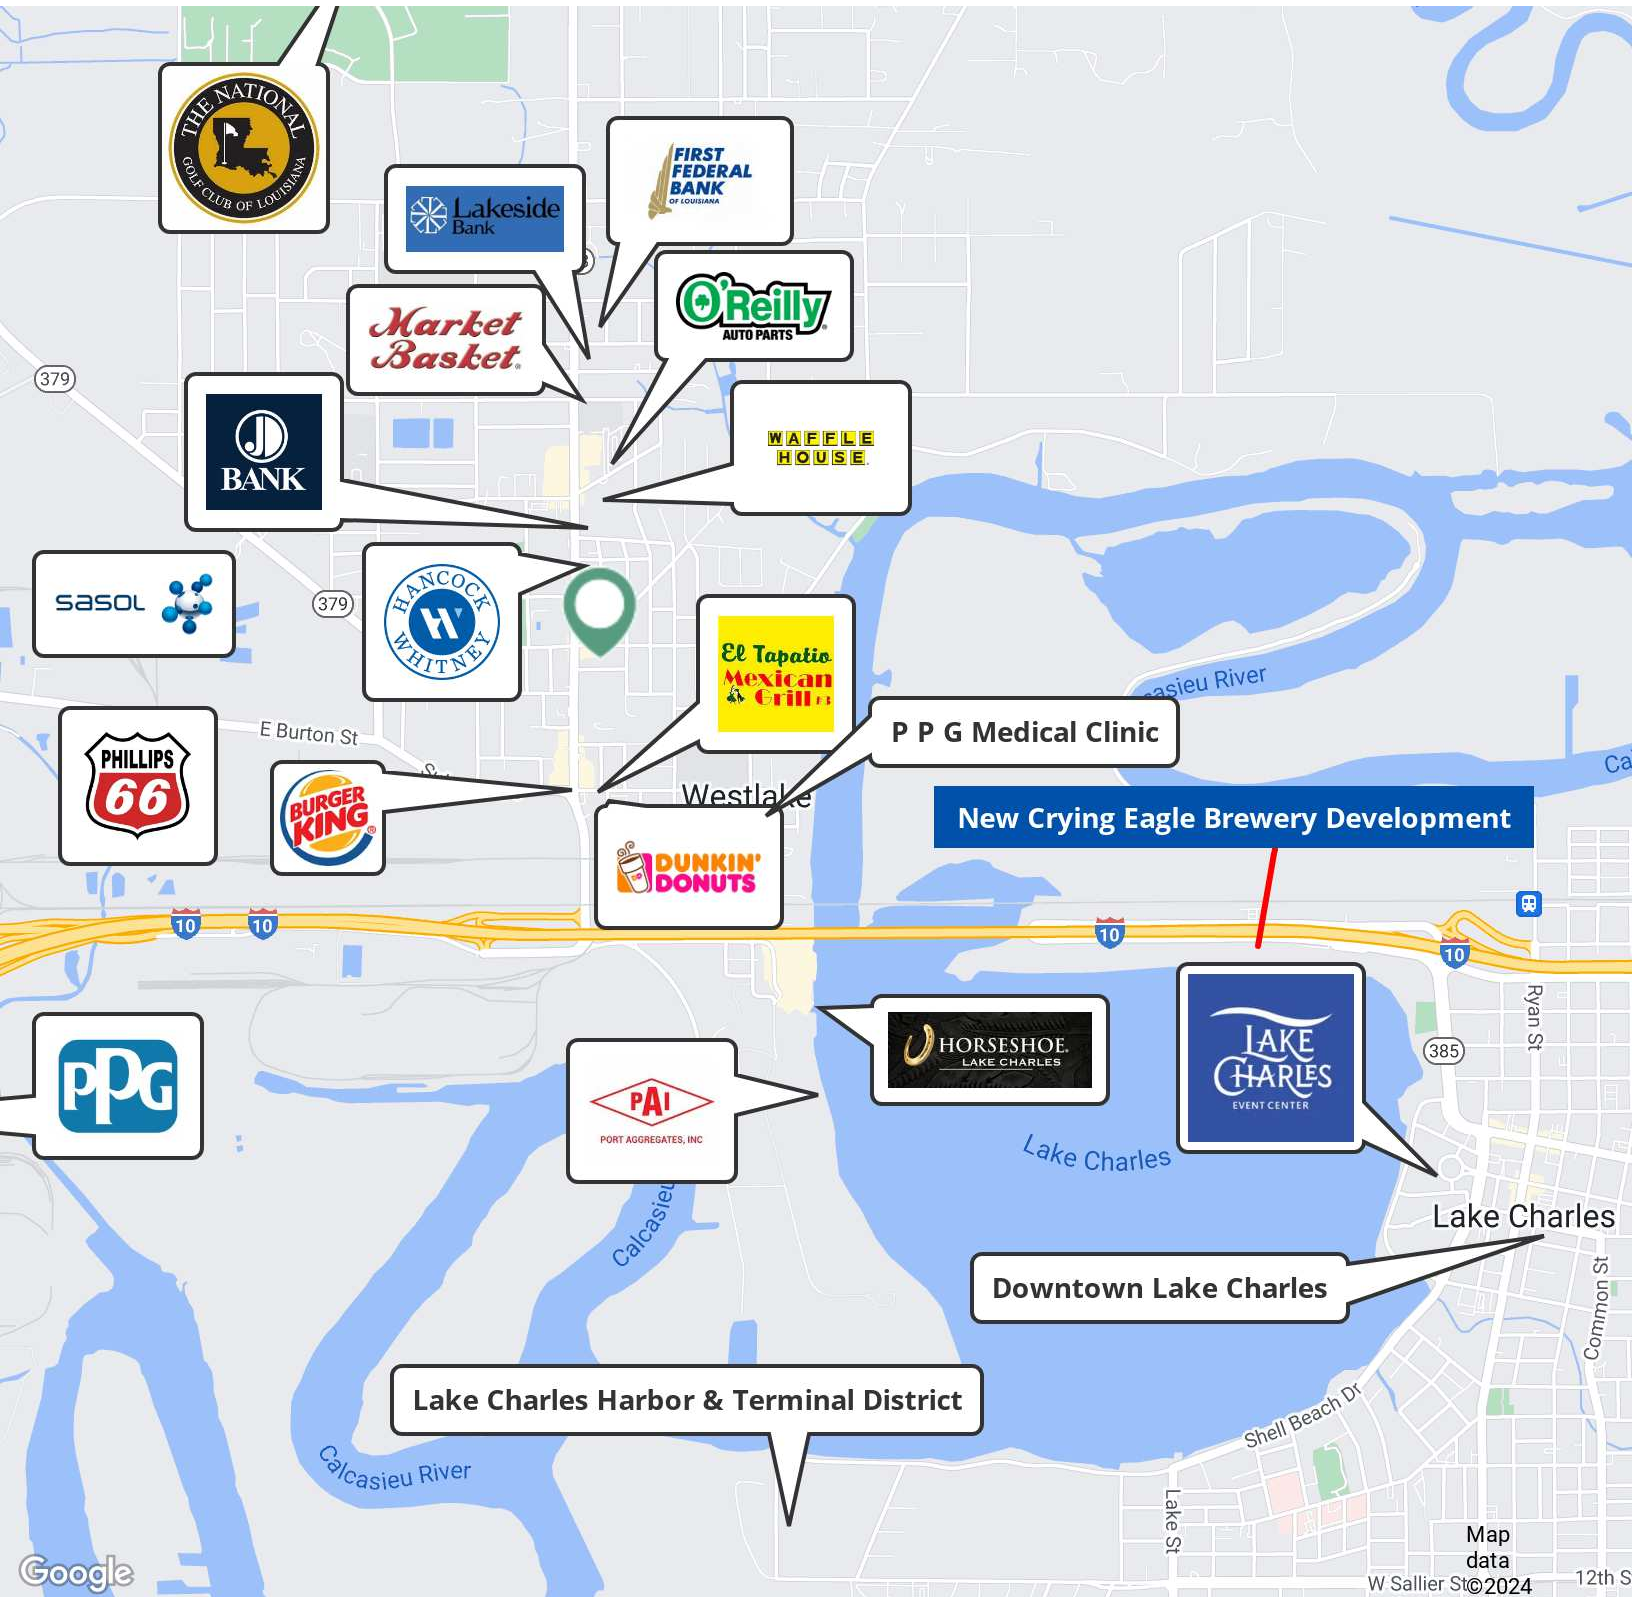 THE NATIONAL
GOLF CLUB OF LOUISIANA
FIRST
FEDERAL
BANK
OF LOUISIANA
Lakeside
Bank
O'Reilly
AUTO PARTS
Market
Basket
379
JD
BANK
WAFFLE
HOUSE
sasol
379
HANCOCK
WHITNEY
El Tapatio
Mexican
Grill
Calcasieu River
P P G Medical Clinic
E Burton St
PHILLIPS
66
BURGER
KING
Westlake
New Crying Eagle Brewery Development
DUNKIN'
DONUTS
10
10
10
10
HORSESHOE
LAKE CHARLES
LAKE
CHARLES
EVENT CENTER
Ryan St
385
PPG
PAI
PORT AGGREGATES, INC
Lake Charles
Calcasieu
Lake Charles
Downtown Lake Charles
Common St
Lake Charles Harbor & Terminal District
Shell Beach Dr
Calcasieu River
Lake St
Google
Map
data
©2024
W Sallier St
12th S